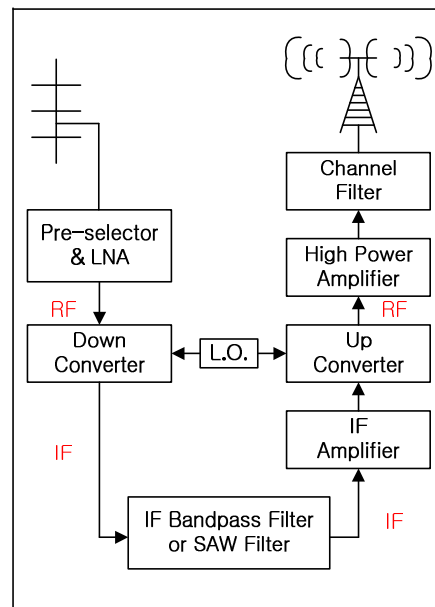 Pre-selector
& LNA
RF
Down
Converter
IF
IF Bandpass Filter
or SAW Filter
IF
IF
Amplifier
L.O.
Up
Converter
RF
High Power
Amplifier
Channel
Filter